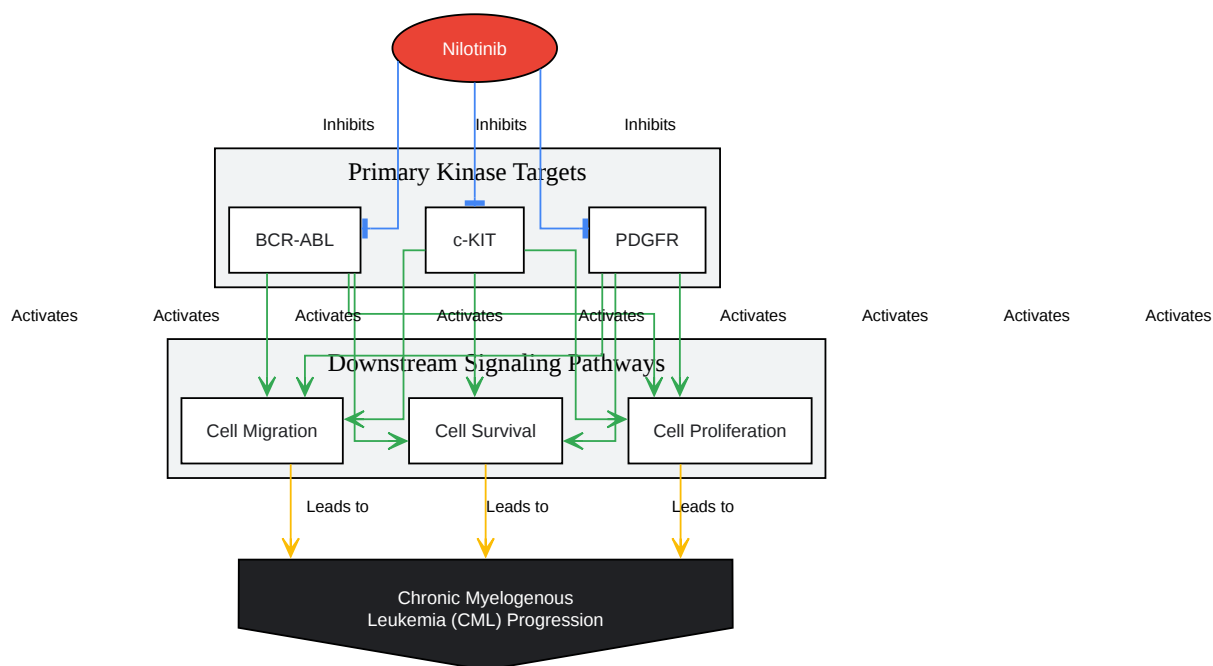 Nilotinib
Inhibits
Inhibits
Inhibits
Primary Kinase Targets
BCR-ABL
c-KIT
PDGFR
Activates
Activates
Activates
Activates
Activates
Activates
Activates
Activates
Activates
Downstream Signaling Pathways
Cell Migration
Cell Survival
Cell Proliferation
Leads to
Leads to
Leads to
Chronic Myelogenous
Leukemia (CML) Progression